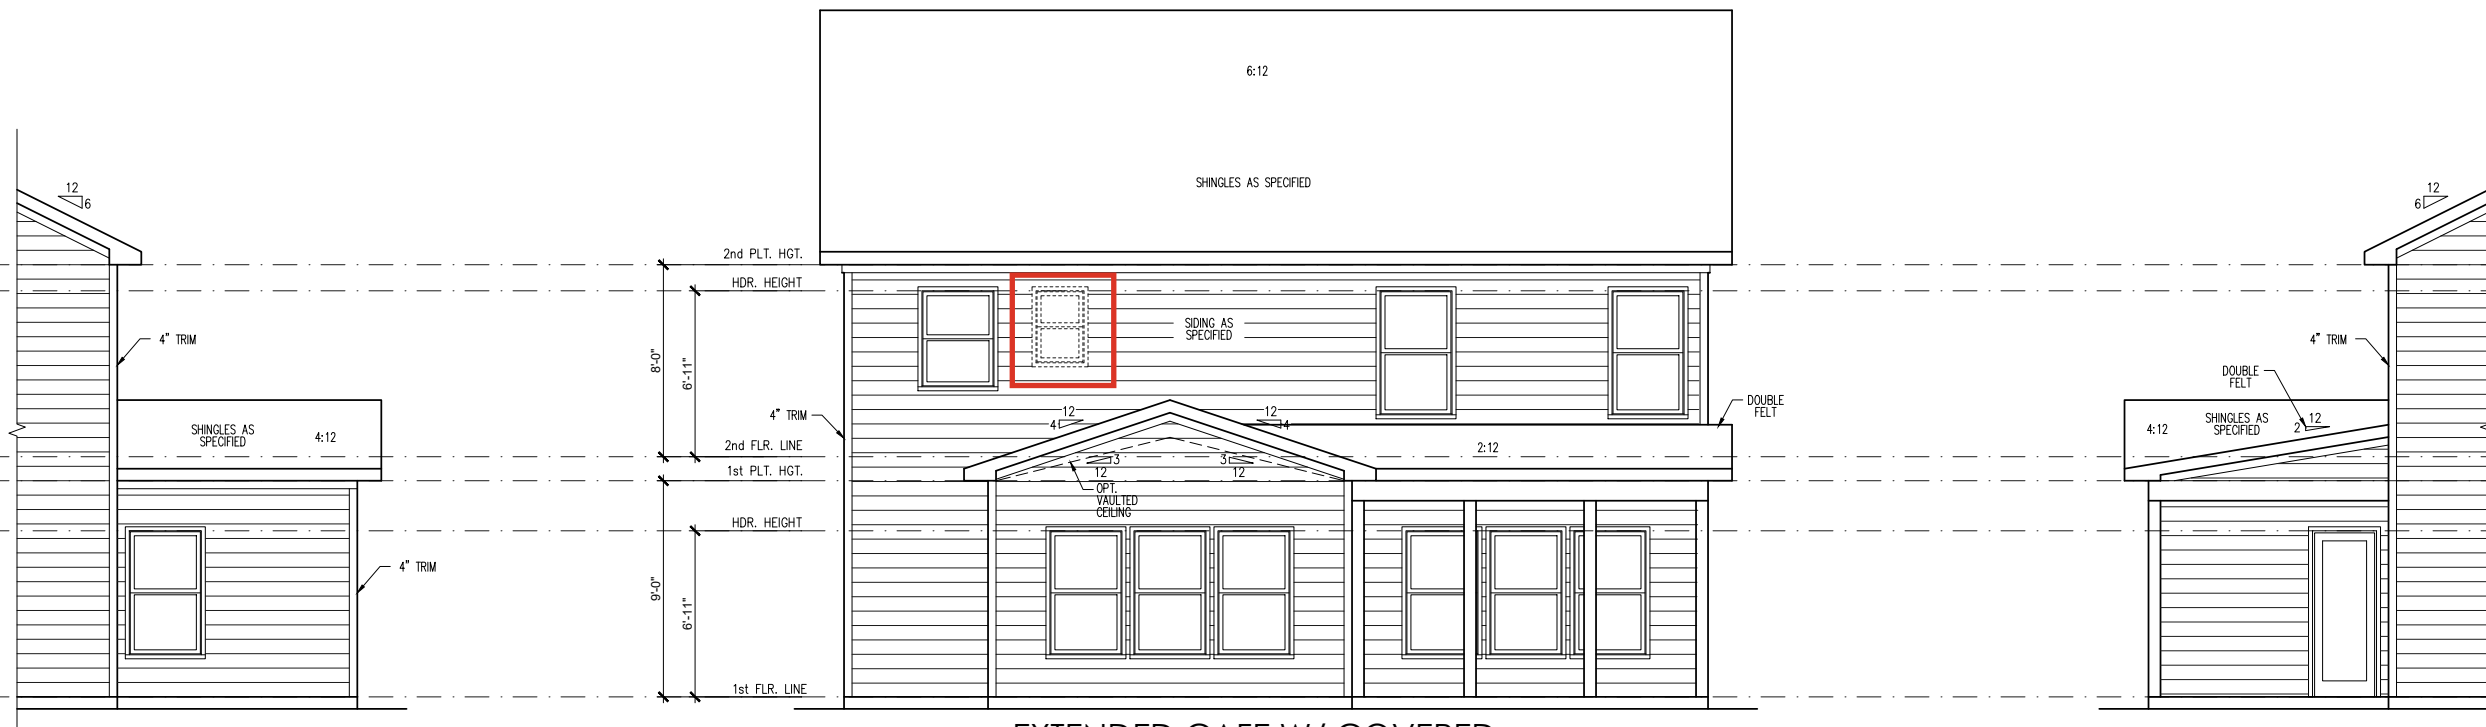 12
6
4" TRIM
SHINGLES AS
SPECIFIED
4:12
4" TRIM
6:12
SHINGLES AS SPECIFIED
2nd PLT. HGT.
HDR. HEIGHT
8'-0"
6'-11"
SIDING AS
SPECIFIED
4" TRIM
12
4
12
4
DOUBLE
FELT
2nd FLR. LINE
1st PLT. HGT.
2:12
3
12
3
12
OPT.
VAULTED
CEILING
HDR. HEIGHT
9'-0"
6'-11"
1st FLR. LINE
12
6
4" TRIM
DOUBLE
FELT
SHINGLES AS
SPECIFIED
4:12
12
2
EXTENDED CAFE W/ COVERED